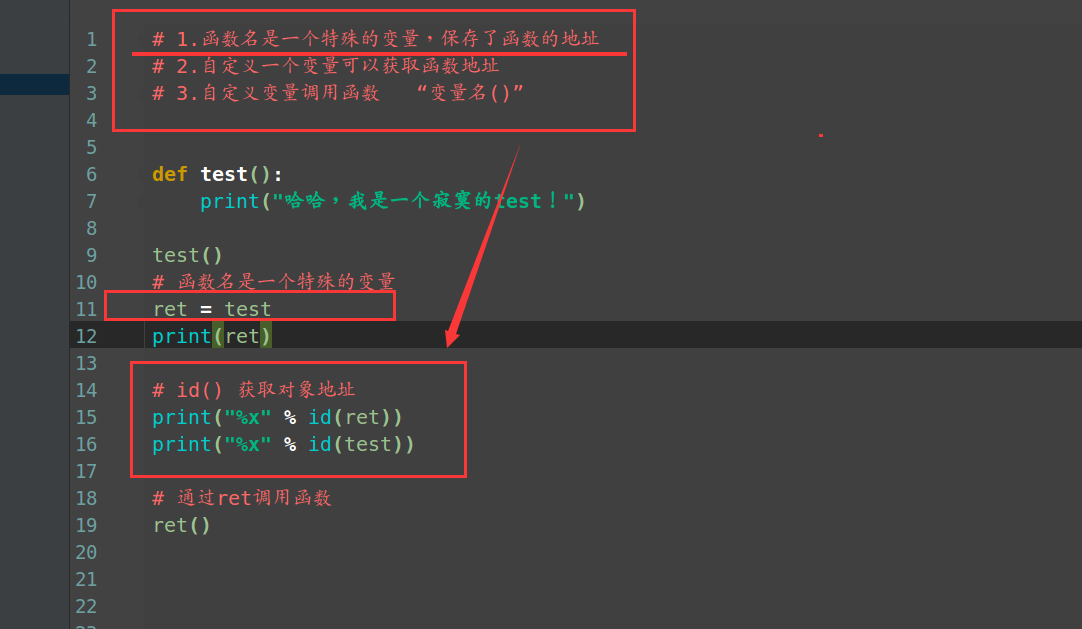 1 # 1.函数名是一个特殊的变量，保存了函数的地址
2 # 2.自定义一个变量可以获取函数地址
3 # 3.自定义变量调用函数 “变量名()”
4
5
6 def test():
7 print("哈哈，我是一个寂寞的test！")
8
9 test()
10 # 函数名是一个特殊的变量
11 ret = test
12 print(ret)
13
14 # id() 获取对象地址
15 print("%x" % id(ret))
16 print("%x" % id(test))
17
18 # 通过ret调用函数
19 ret()
20
21
22